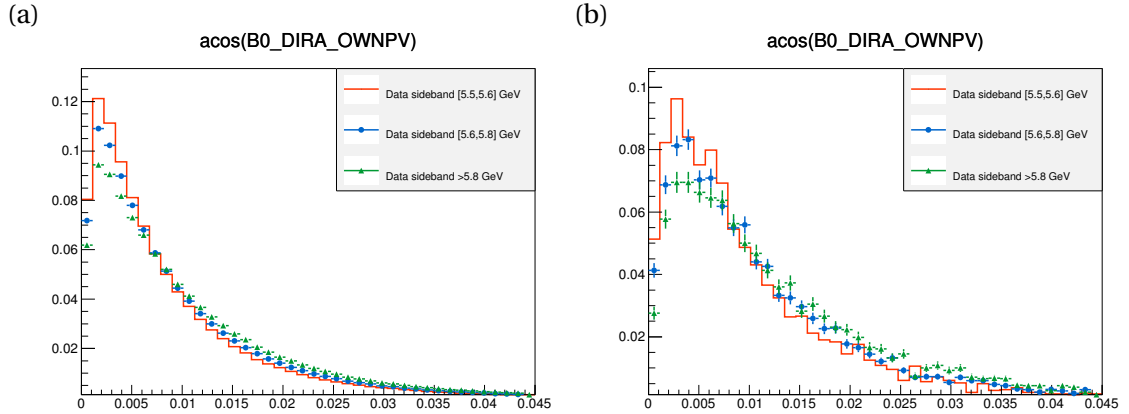 (a)
acos(B0_DIRA_OWNPV)
Data sideband [5.5,5.6] GeV
Data sideband [5.6,5.8] GeV
Data sideband >5.8 GeV
0.12
0.1
0.08
0.06
0.04
0.02
0 0.005 0.01 0.015 0.02 0.025 0.03 0.035 0.04 0.045
(b)
acos(B0_DIRA_OWNPV)
Data sideband [5.5,5.6] GeV
Data sideband [5.6,5.8] GeV
Data sideband >5.8 GeV
0.1
0.08
0.06
0.04
0.02
0 0.005 0.01 0.015 0.02 0.025 0.03 0.035 0.04 0.045